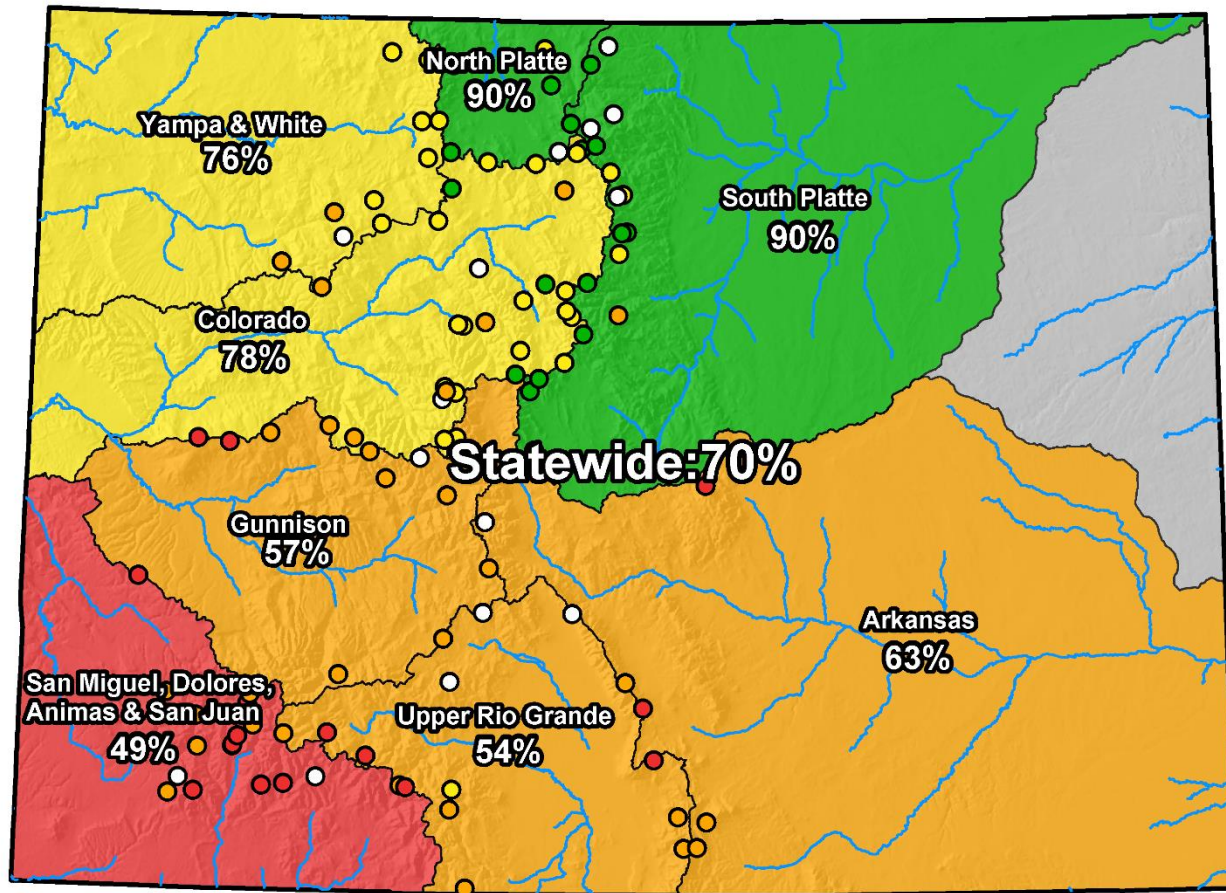 North Platte
90%
Yampa & White
76%
South Platte
90%
Colorado
78%
Statewide:70%
Gunnison
57%
Arkansas
63%
San Miguel, Dolores,
Animas & San Juan
49%
Upper Rio Grande
54%